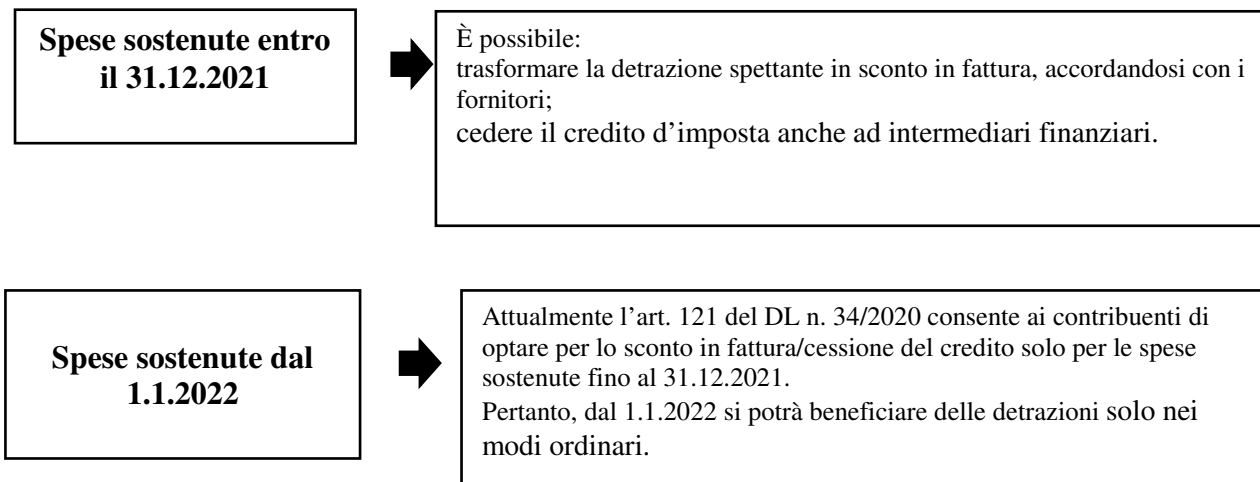 Spese sostenute entro
il 31.12.2021
È possibile:
trasformare la detrazione spettante in sconto in fattura, accordandosi con i
fornitori;
cedere il credito d’imposta anche ad intermediari finanziari.
Spese sostenute dal
1.1.2022
Attualmente l’art. 121 del DL n. 34/2020 consente ai contribuenti di
optare per lo sconto in fattura/cessione del credito solo per le spese
sostenute fino al 31.12.2021.
Pertanto, dal 1.1.2022 si potrà beneficiare delle detrazioni solo nei
modi ordinari.